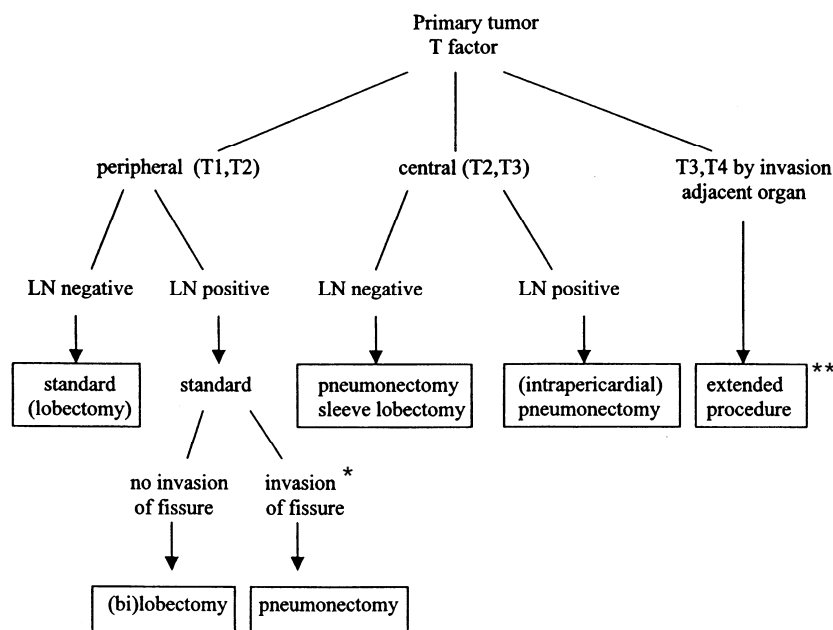 Primary tumor
T factor
peripheral (T1,T2)
central (T2,T3)
T3,T4 by invasion
adjacent organ
LN negative
LN positive
LN negative
LN positive
standard
(lobectomy)
standard
pneumonectomy
sleeve lobectomy
(intrapericardial)
pneumonectomy
extended
procedure
**
no invasion
of fissure
invasion *
of fissure
(bi)lobectomy
pneumonectomy